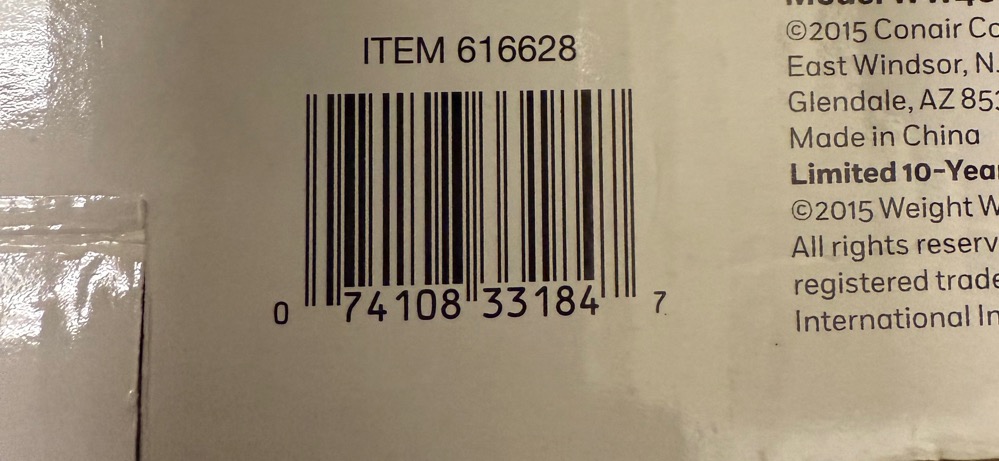 ITEM 616628
0 74108 33184 7
©2015 Conair
East Windsor,
Glendale, AZ
Made in China
Limited
©2015 Weight
All rights
registered
International